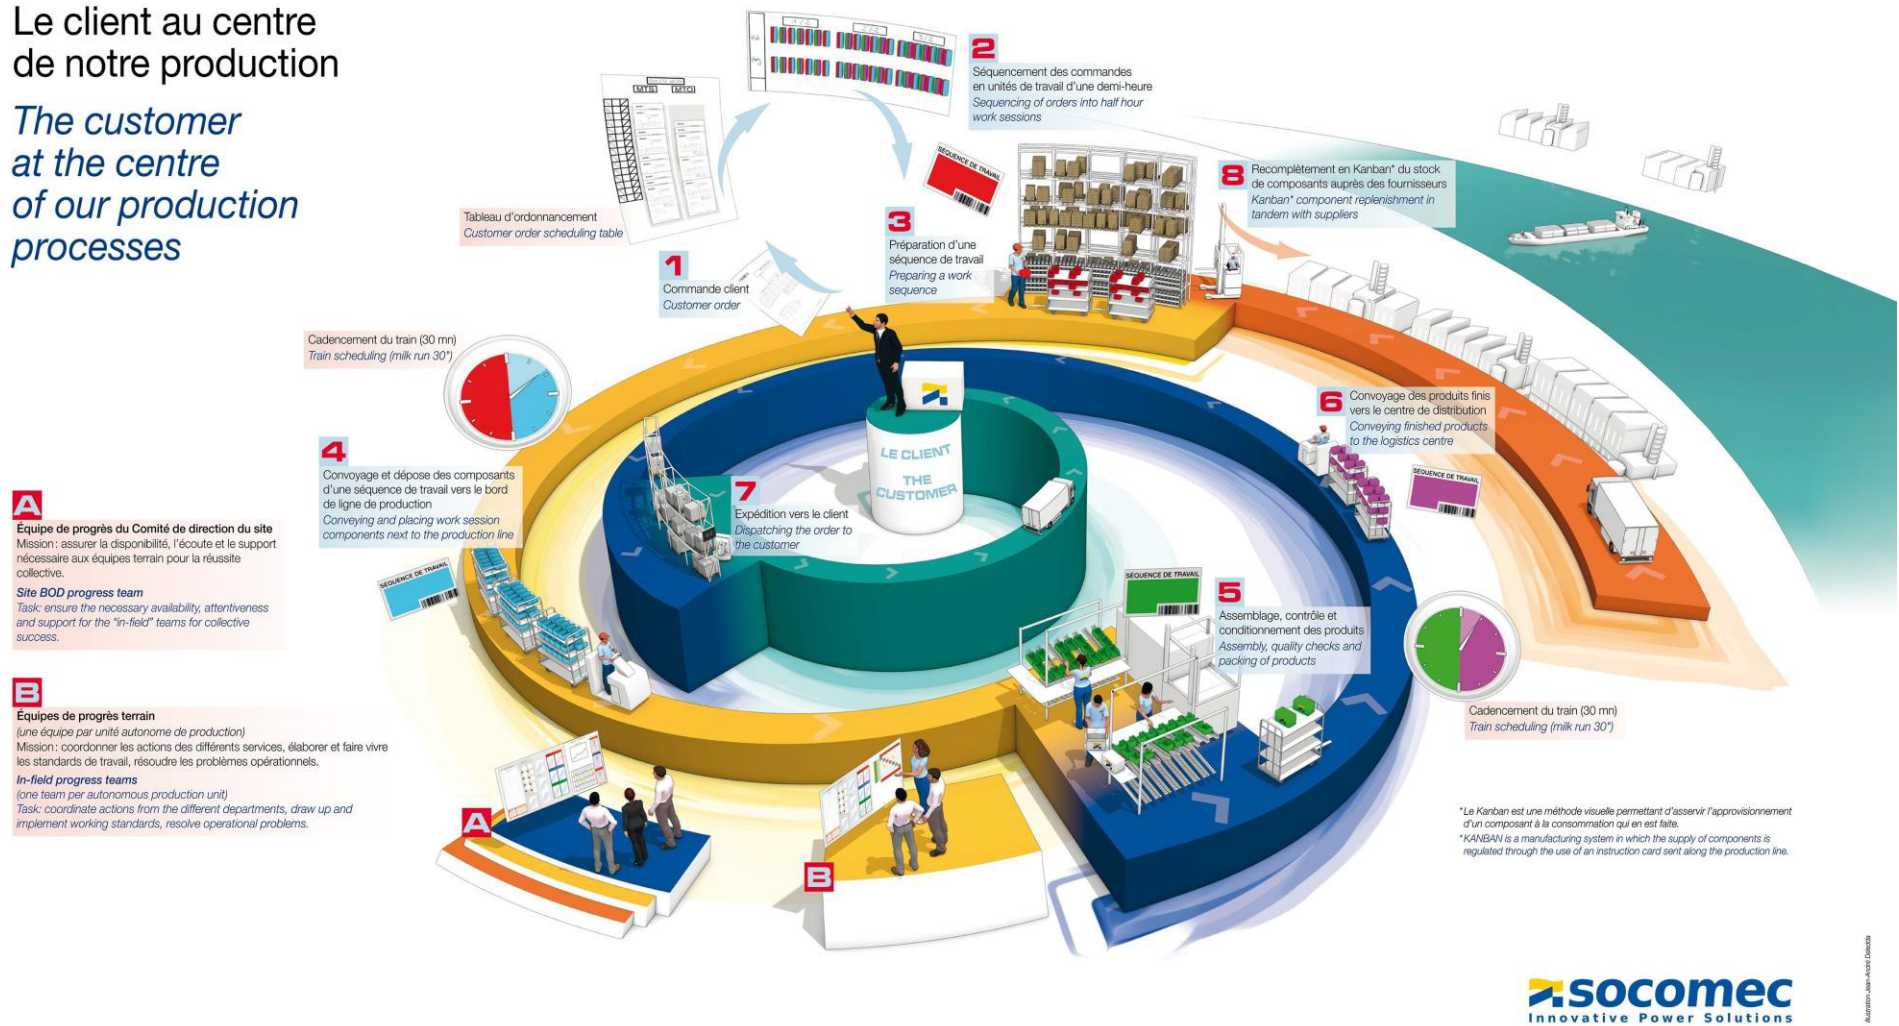 Le client au centre
de notre production
The customer
at the centre
of our production
processes
MTS
MTO
Tableau d'ordonnancement
Customer order scheduling table
1
Commande client
Customer order
2
Séquencement des commandes
en unités de travail d'une demi-heure
Sequencing of orders into half hour
work sessions
SÉQUENCE DE TRAVAIL
3
Préparation d'une
séquence de travail
Preparing a work
sequence
8
Recomplètement en Kanban* du stock
de composants auprès des fournisseurs
Kanban* component replenishment in
tandem with suppliers
Cadencement du train (30 mn)
Train scheduling (milk run 30")
4
Convoyage et dépose des composants
d'une séquence de travail vers le bord
de ligne de production
Conveying and placing work session
components next to the production line
SÉQUENCE DE TRAVAIL
LE CLIENT
THE
CUSTOMER
7
Expédition vers le client
Dispatching the order to
the customer
6
Convoyage des produits finis
vers le centre de distribution
Conveying finished products
to the logistics centre
SÉQUENCE DE TRAVAIL
SÉQUENCE DE TRAVAIL
5
Assemblage, contrôle et
conditionnement des produits
Assembly, quality checks and
packing of products
Cadencement du train (30 mn)
Train scheduling (milk run 30")
A
Équipe de progrès du Comité de direction du site
Mission : assurer la disponibilité, l'écoute et le support
nécessaire aux équipes terrain pour la réussite
collective.
Site BOD progress team
Task: ensure the necessary availability, attentiveness
and support for the "in-field" teams for collective
success.
B
Équipes de progrès terrain
(une équipe par unité autonome de production)
Mission : coordonner les actions des différents services, élaborer et faire vivre
les standards de travail, résoudre les problèmes opérationnels.
In-field progress teams
(one team per autonomous production unit)
Task: coordinate actions from the different departments, draw up and
implement working standards, resolve operational problems.
A
B
*Le Kanban est une méthode visuelle permettant d'asservir l'approvisionnement
d'un composant à la consommation qui en est faite.
*KANBAN is a manufacturing system in which the supply of components is
regulated through the use of an instruction card sent along the production line.
socomec
Innovative Power Solutions
Illustration Jean-André Deledda